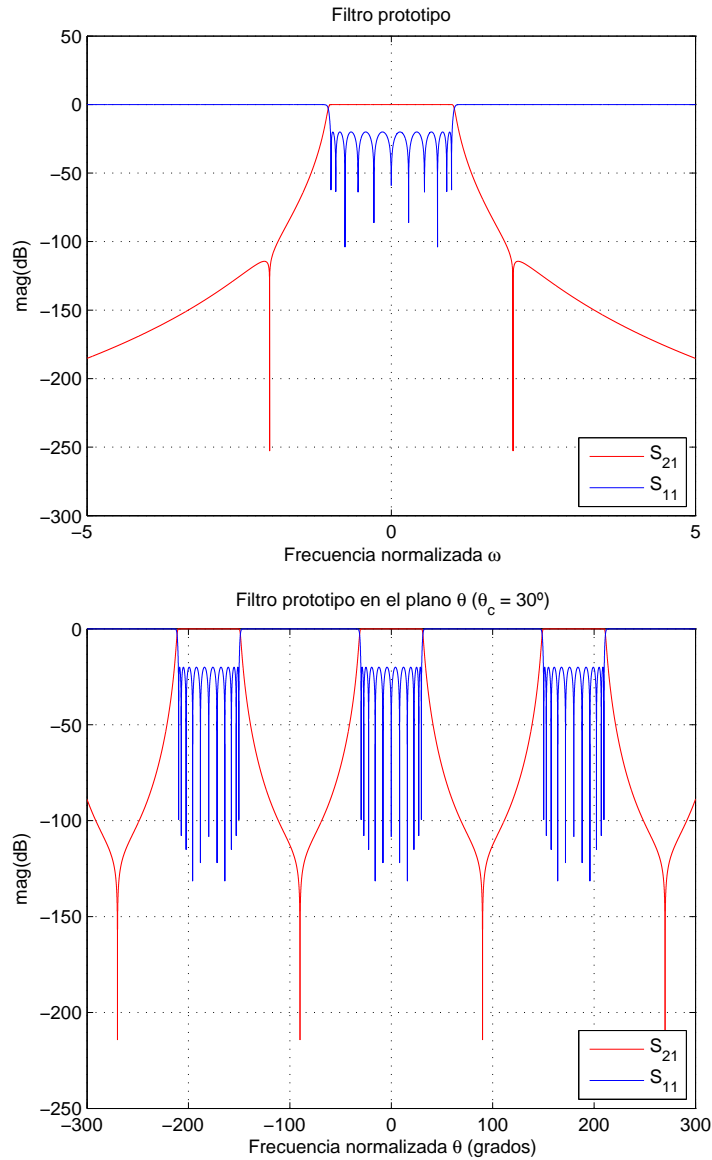 Filtro prototipo
50
0
−50
−100
−150
−200
−250
−300
mag(dB)
−5
0
5
Frecuencia normalizada ω
S21
S11
Filtro prototipo en el plano θ (θc = 30º)
0
−50
−100
−150
−200
−250
mag(dB)
−300
−200
−100
0
100
200
300
Frecuencia normalizada θ (grados)
S21
S11